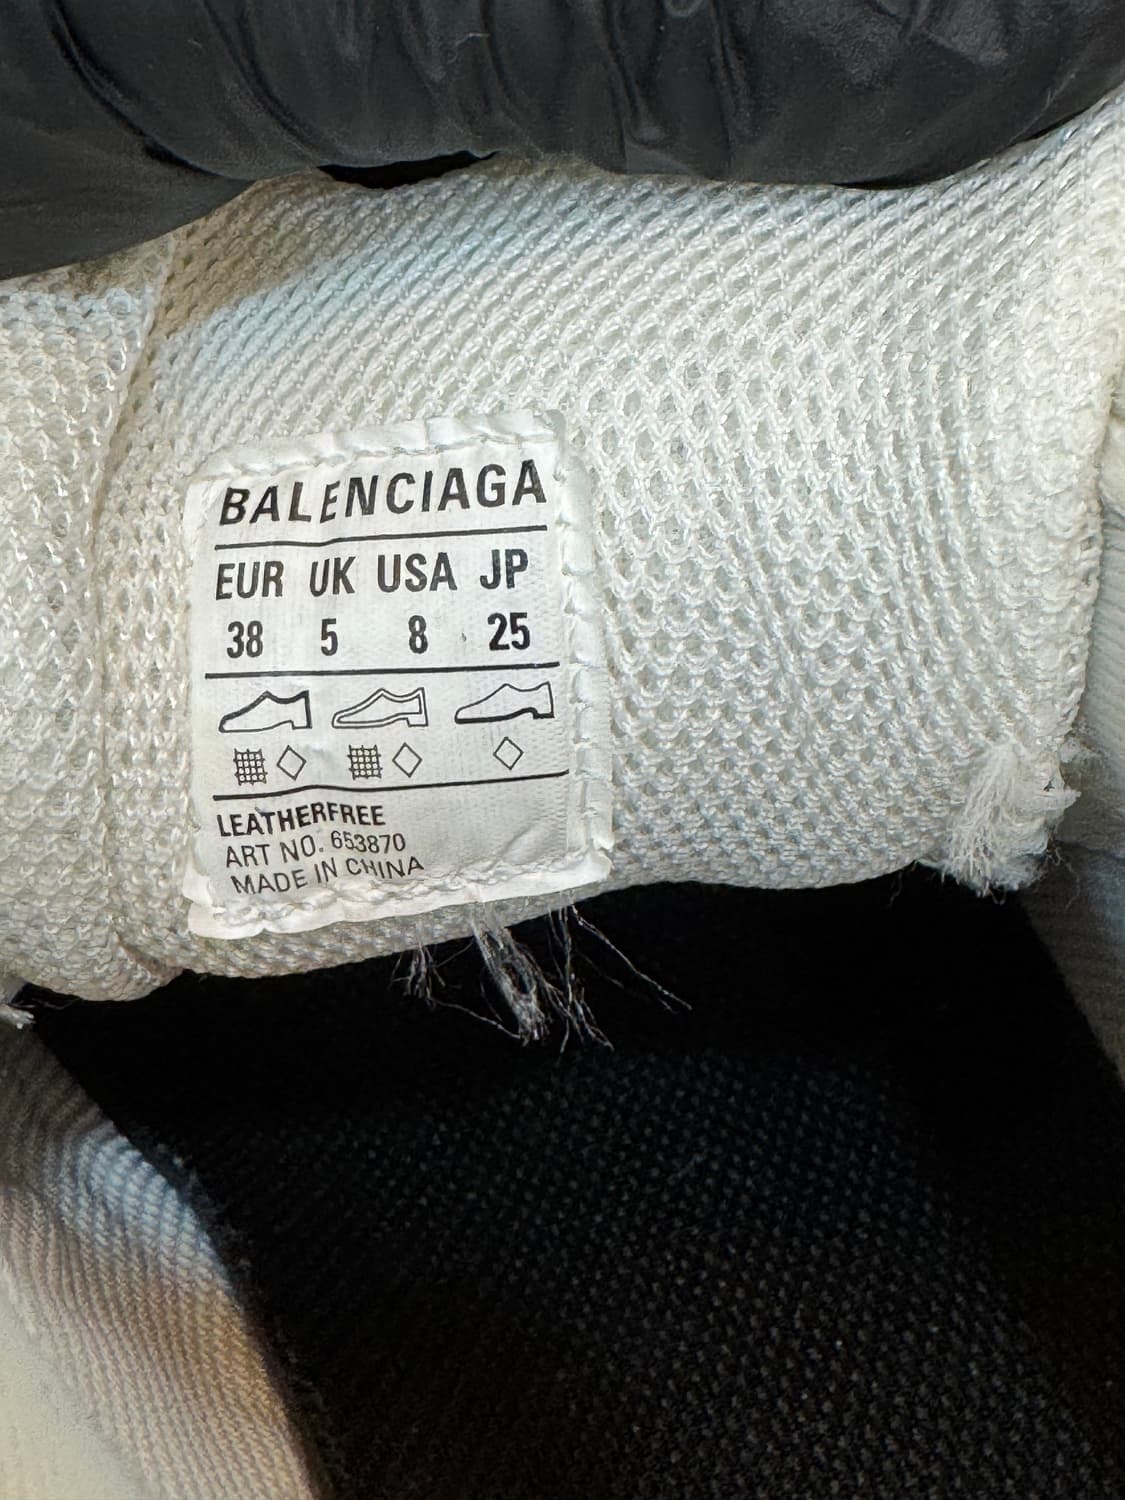 BALENCIAGA
EUR UK USA JP
38 5 8 25
LEATHERFREE
ART NO. 653870
MADE IN CHINA